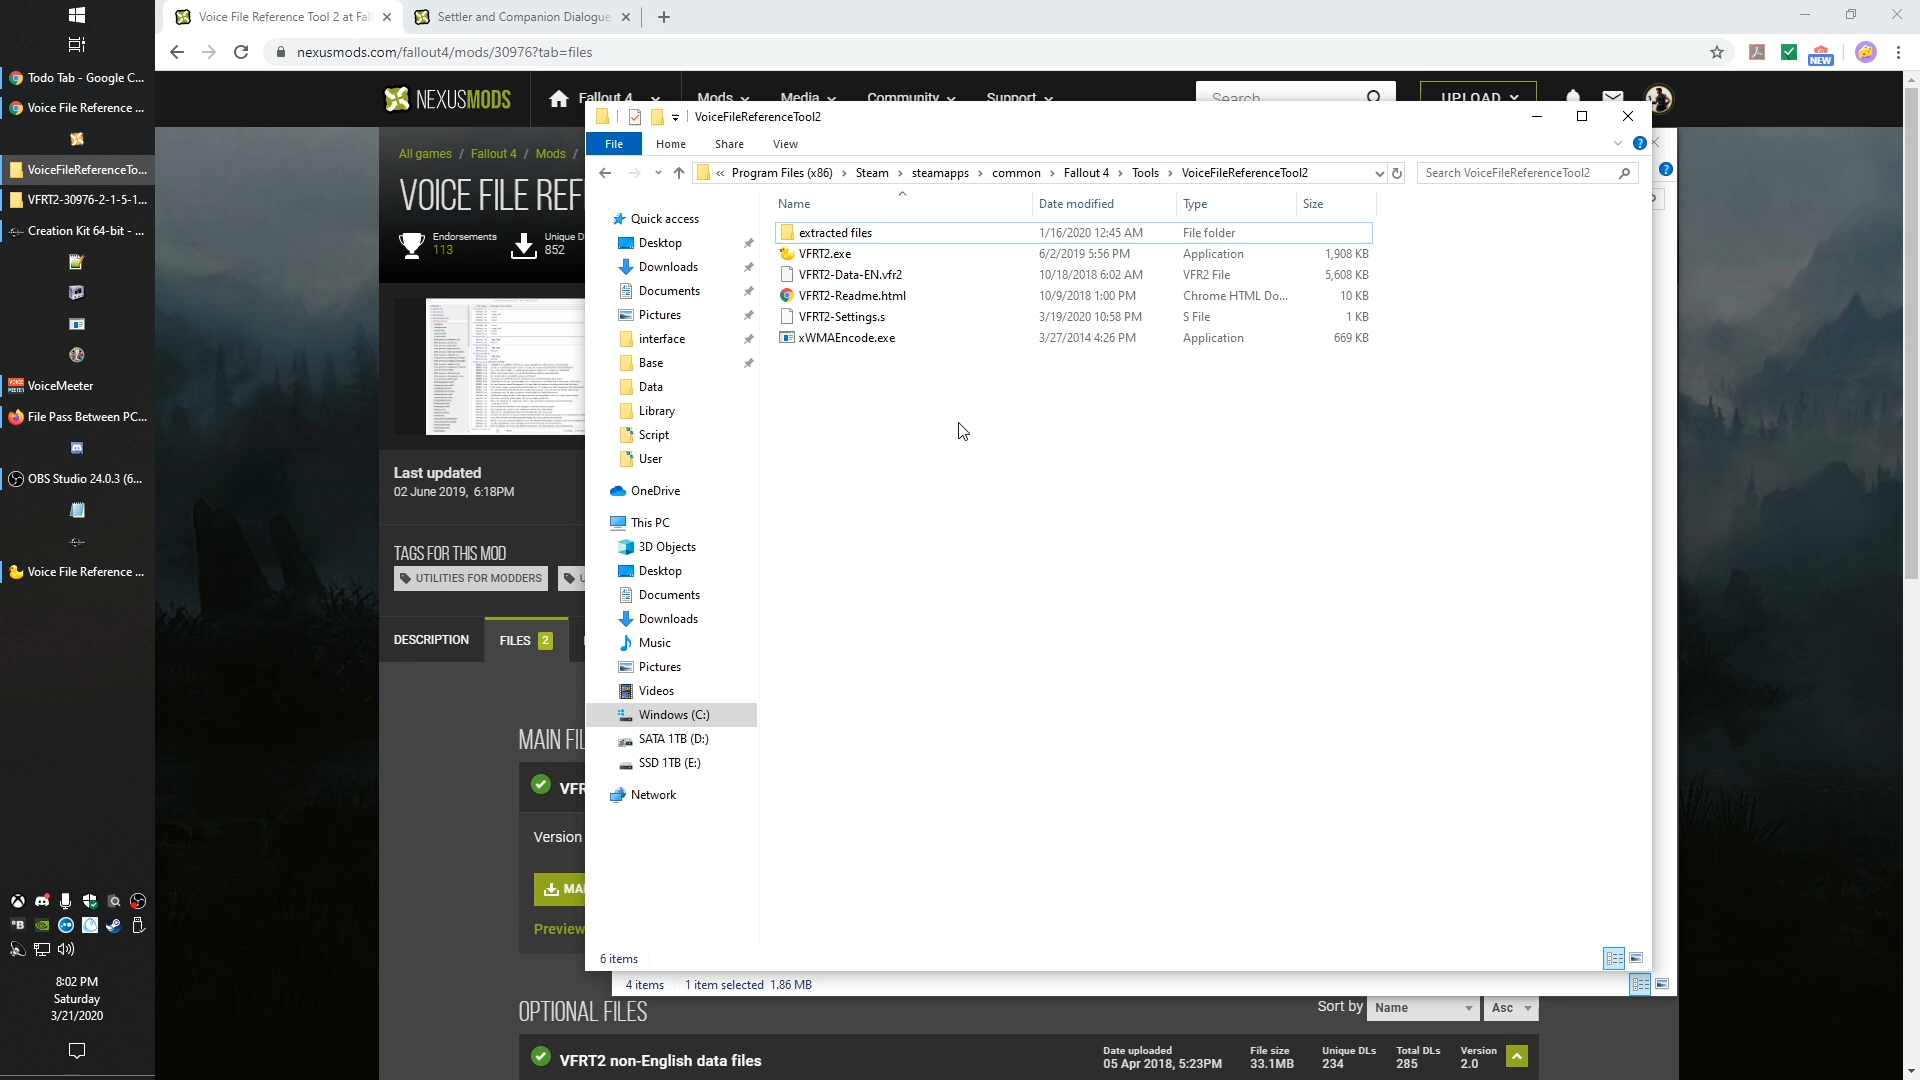 Voice File Reference Tool 2 at Fall
Settler and Companion Dialogue
nexusmods.com/fallout4/mods/30976?tab=files
NEW
Todo Tab - Google C...
Voice File Reference ...
VoiceFileReferenceTo...
VFRT2-30976-2-1-5-1...
Creation Kit 64-bit - ...
VoiceMeeter
File Pass Between PC...
OBS Studio 24.0.3 (6...
Voice File Reference ...
8:02 PM
Saturday
3/21/2020
NEXUSMODS
Fallout 4
Mods
Media
Community
Support
Search
UPLOAD
All games / Fallout 4 / Mods /
VOICE FILE REF
Endorsements
113
Unique D
852
Last updated
02 June 2019, 6:18PM
TAGS FOR THIS MOD
UTILITIES FOR MODDERS
DESCRIPTION
FILES 2
MAIN FIL
VFR
Version
MAN
Preview
VoiceFileReferenceTool2
File
Home
Share
View
« Program Files (x86) > Steam > steamapps > common > Fallout 4 > Tools > VoiceFileReferenceTool2
Search VoiceFileReferenceTool2
Name
Date modified
Type
Size
extracted files 1/16/2020 12:45 AM File folder
VFRT2.exe 6/2/2019 5:56 PM Application 1,908 KB
VFRT2-Data-EN.vfr2 10/18/2018 6:02 AM VFR2 File 5,608 KB
VFRT2-Readme.html 10/9/2018 1:00 PM Chrome HTML Do... 10 KB
VFRT2-Settings.s 3/19/2020 10:58 PM S File 1 KB
xWMAEncode.exe 3/27/2014 4:26 PM Application 669 KB
Quick access
Desktop
Downloads
Documents
Pictures
interface
Base
Data
Library
Script
User
OneDrive
This PC
3D Objects
Desktop
Documents
Downloads
Music
Pictures
Videos
Windows (C:)
SATA 1TB (D:)
SSD 1TB (E:)
Network
6 items
4 items 1 item selected 1.86 MB
OPTIONAL FILES
Sort by Name Asc
VFRT2 non-English data files
Date uploaded
05 Apr 2018, 5:23PM
File size
33.1MB
Unique DLs
234
Total DLs
285
Version
2.0